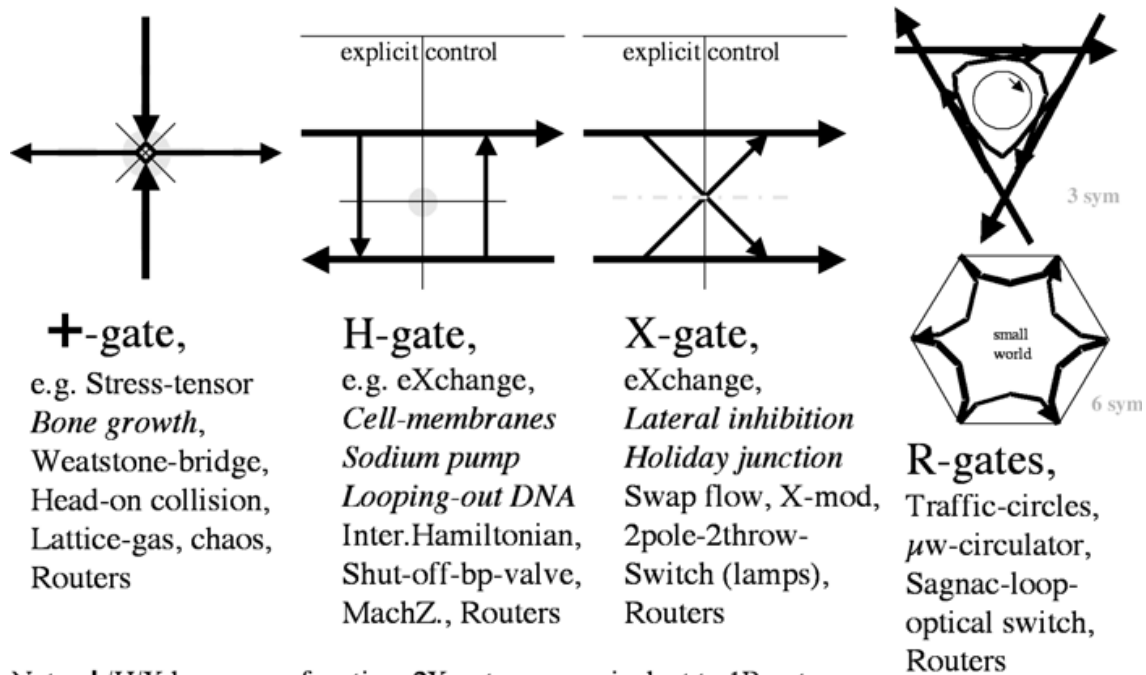 explicit control
explicit control
3 sym
small
world
6 sym
+-gate,
e.g. Stress-tensor
Bone growth,
Weatstone-bridge,
Head-on collision,
Lattice-gas, chaos,
Routers
H-gate,
e.g. eXchange,
Cell-membranes
Sodium pump
Looping-out DNA
Inter.Hamiltonian,
Shut-off-bp-valve,
MachZ., Routers
X-gate,
eXchange,
Lateral inhibition
Holiday junction
Swap flow, X-mod,
2pole-2throw-
Switch (lamps),
Routers
R-gates,
Traffic-circles,
µw-circulator,
Sagnac-loop-
optical switch,
Routers